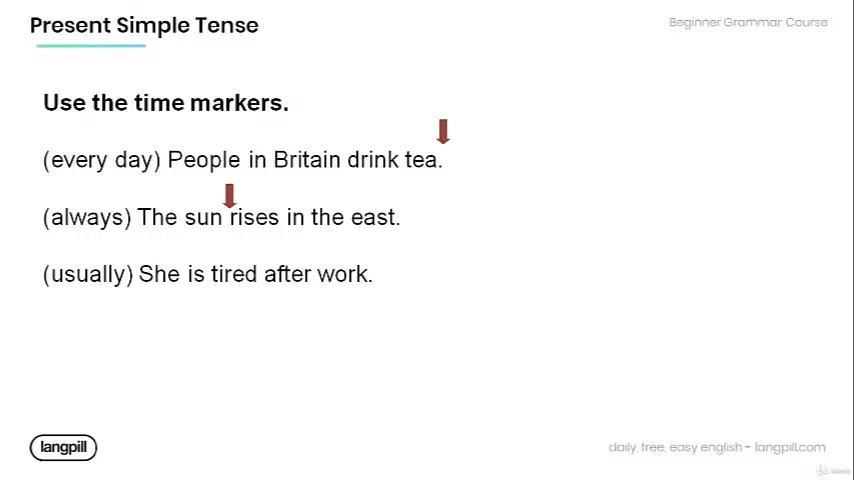 Present Simple Tense
Beginner Grammar Course
Use the time markers.
(every day) People in Britain drink tea.
(always) The sun rises in the east.
(usually) She is tired after work.
langpill
daily, free, easy english - langpill.com